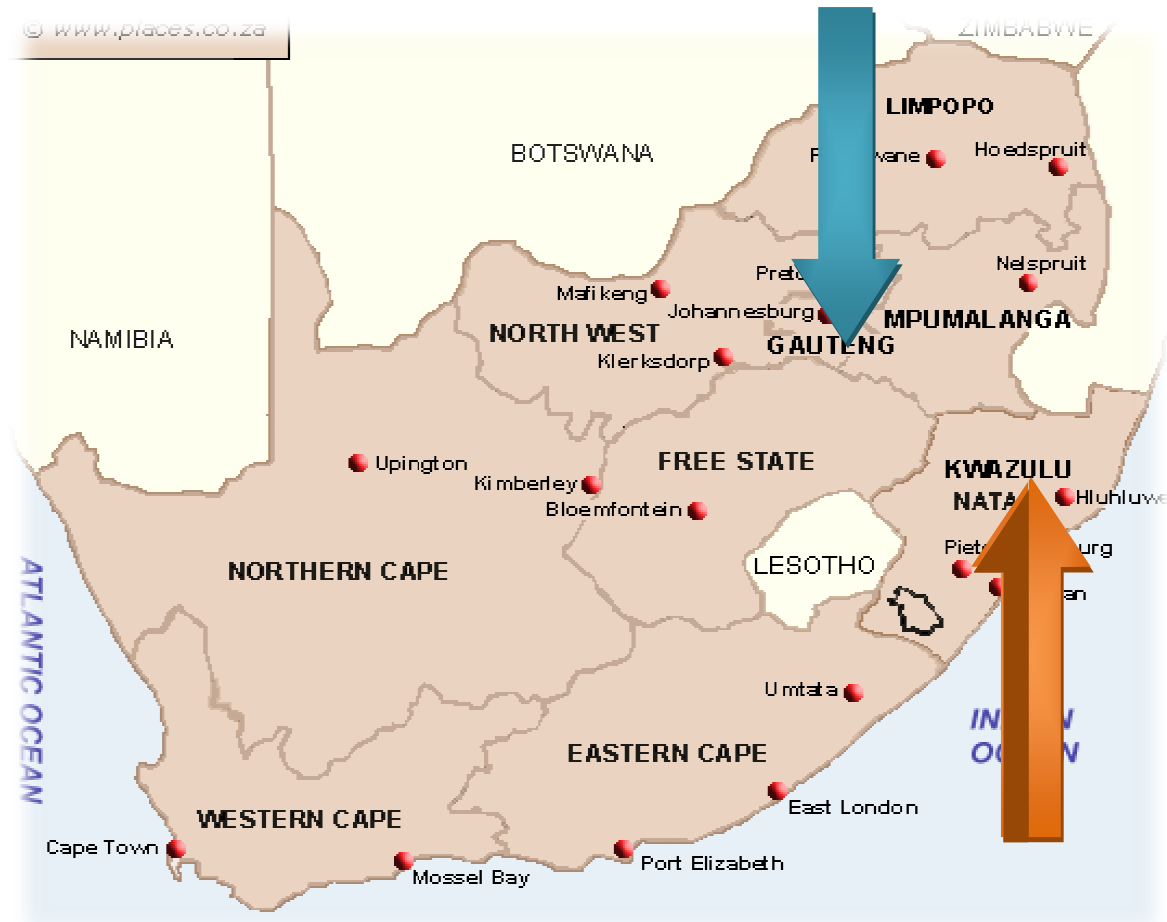 © www.places.co.za
ZIMBABWE
LIMPOPO
BOTSWANA
Hoedspruit
Nelspruit
Mafikeng
Johannesburg
MPUMALANGA
NAMIBIA
NORTH WEST
GAUTENG
Klerksdorp
Upington
FREE STATE
KWAZULU
Kimberley
Hluhluwe
Bloemfontein
LESOTHO
NORTHERN CAPE
ATLANTIC OCEAN
Umtata
EASTERN CAPE
East London
WESTERN CAPE
Cape Town
Port Elizabeth
Mossel Bay